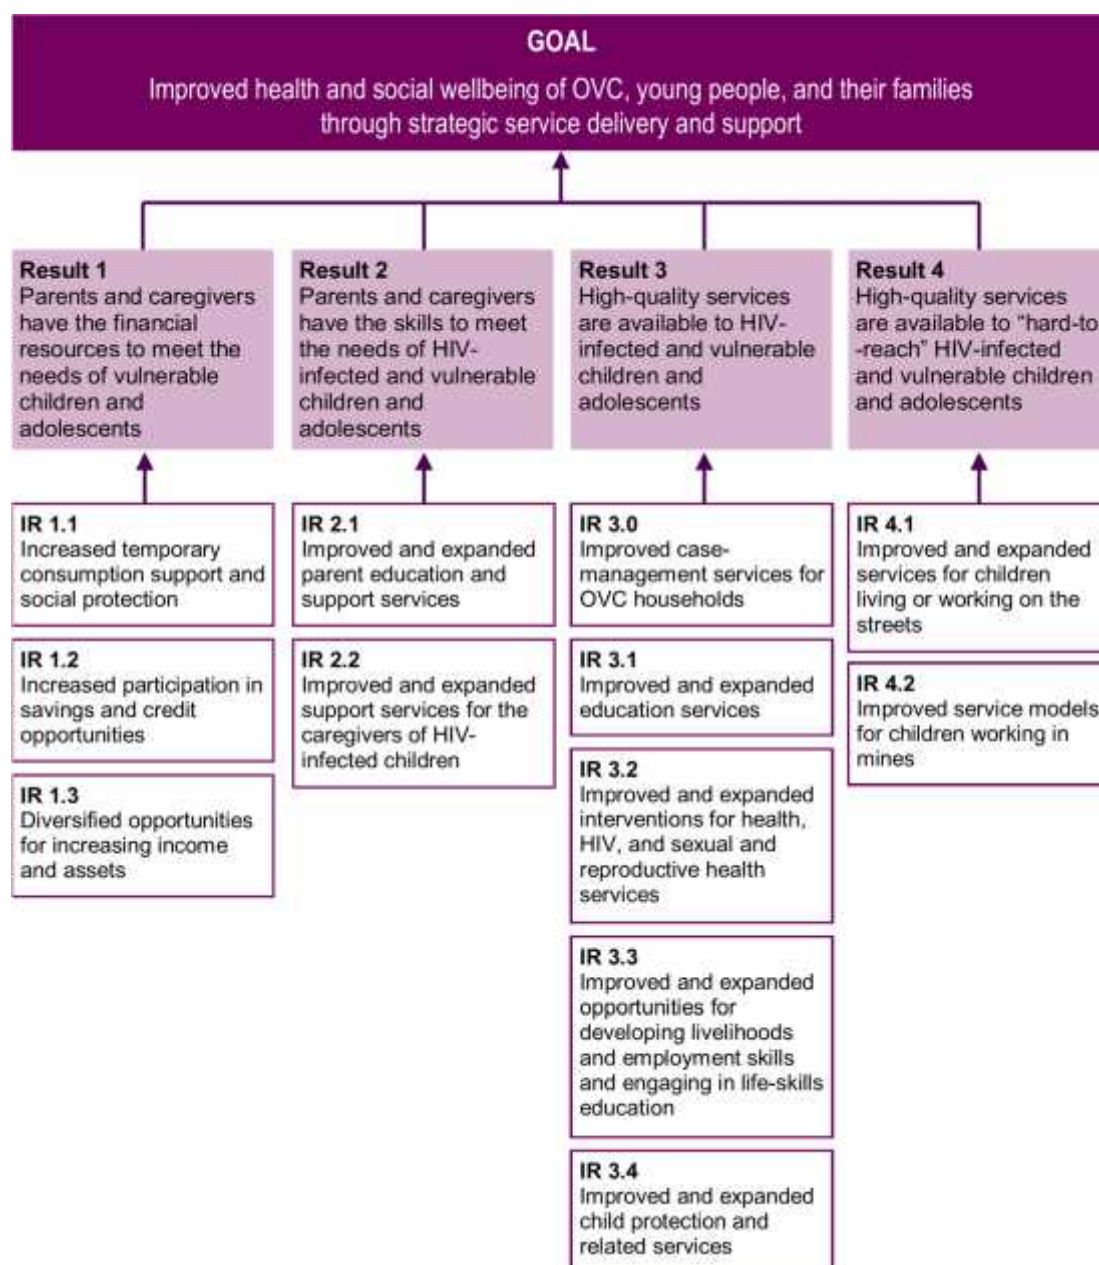 GOAL
Improved health and social wellbeing of OVC, young people, and their families
through strategic service delivery and support
Result 1
Parents and caregivers
have the financial
resources to meet the
needs of vulnerable
children and
adolescents
Result 2
Parents and caregivers
have the skills to meet
the needs of HIV-
infected and vulnerable
children and
adolescents
Result 3
High-quality services
are available to HIV-
infected and vulnerable
children and
adolescents
Result 4
High-quality services
are available to “hard-to
-reach” HIV-infected
and vulnerable children
and adolescents
IR 1.1
Increased temporary
consumption support and
social protection
IR 1.2
Increased participation in
savings and credit
opportunities
IR 1.3
Diversified opportunities
for increasing income
and assets
IR 2.1
Improved and expanded
parent education and
support services
IR 2.2
Improved and expanded
support services for the
caregivers of HIV-
infected children
IR 3.0
Improved case-
management services for
OVC households
IR 3.1
Improved and expanded
education services
IR 3.2
Improved and expanded
interventions for health,
HIV, and sexual and
reproductive health
services
IR 3.3
Improved and expanded
opportunities for
developing livelihoods
and employment skills
and engaging in life-skills
education
IR 3.4
Improved and expanded
child protection and
related services
IR 4.1
Improved and expanded
services for children
living or working on the
streets
IR 4.2
Improved service models
for children working in
mines